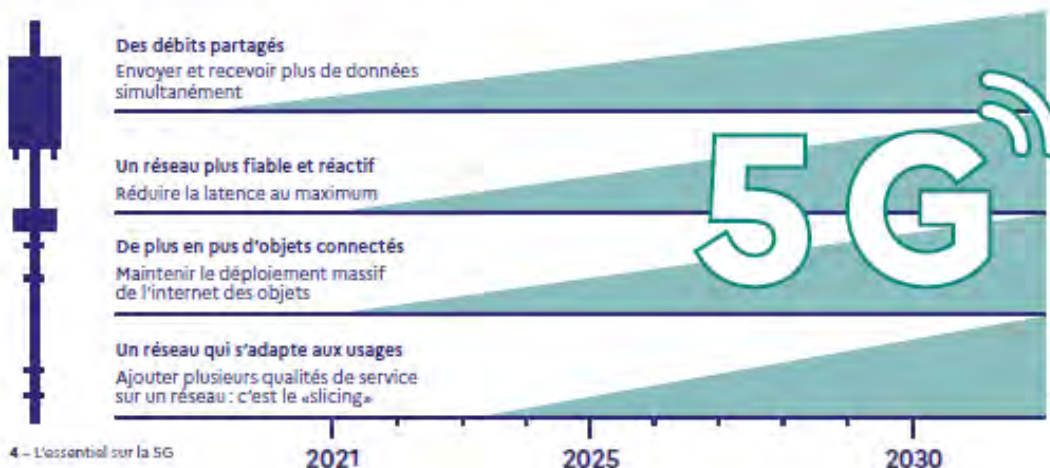 Des débits partagés
Envoyer et recevoir plus de données
simultanément
Un réseau plus fiable et réactif
Réduire la latence au maximum
De plus en pus d'objets connectés
Maintenir le déploiement massif
de l'internet des objets
Un réseau qui s'adapte aux usages
Ajouter plusieurs qualités de service
sur un réseau : c'est le «slicing»
5G
2021
2025
2030
4 – L'essentiel sur la 5G